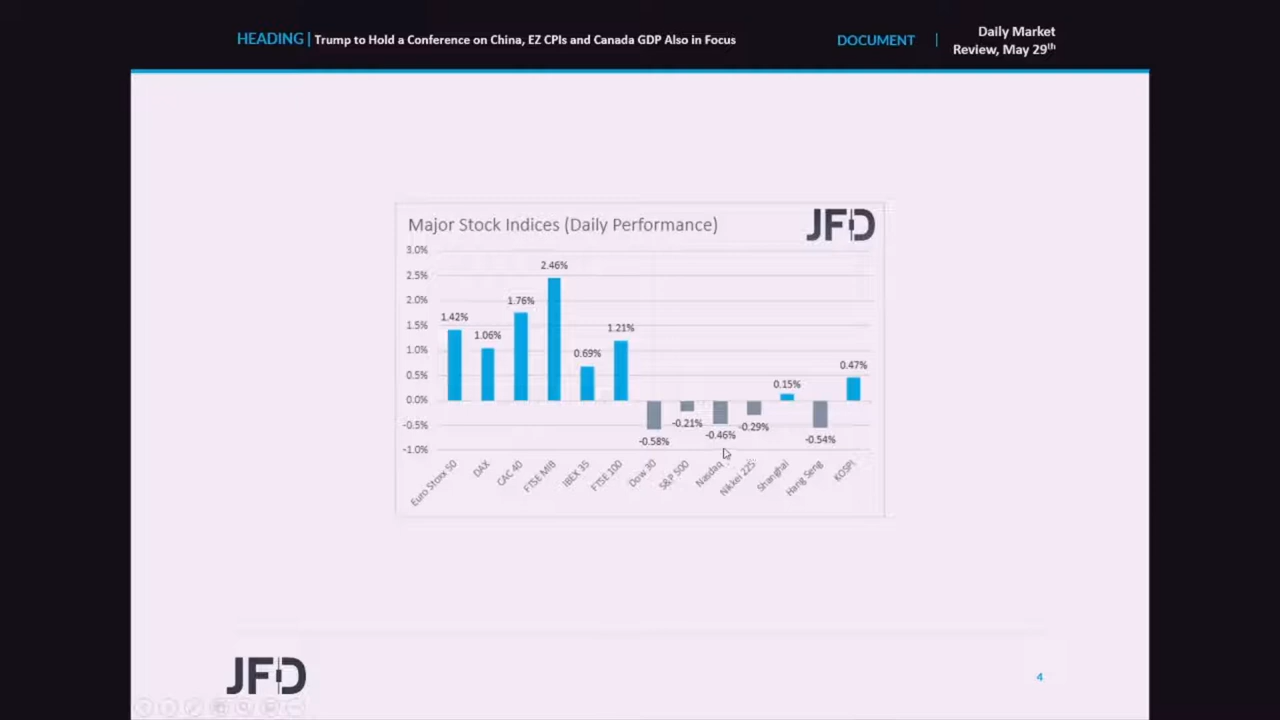 HEADING | Trump to Hold a Conference on China, EZ CPIs and Canada GDP Also in Focus
DOCUMENT | Daily Market
Review, May 29th
Major Stock Indices (Daily Performance)
JFD
3.0%
2.5%
2.0%
1.5%
1.0%
0.5%
0.0%
-0.5%
-1.0%
1.42%
1.06%
1.76%
2.46%
0.69%
1.21%
-0.58%
-0.21%
-0.46%
-0.29%
0.15%
-0.54%
0.47%
Euro Stoxx 50
DAX
CAC 40
FTSE MIB
IBEX 35
FTSE 100
Dow 30
S&P 500
Nasdaq
Nikkei 225
Shanghai
Hang Seng
KOSPI
JFD
4